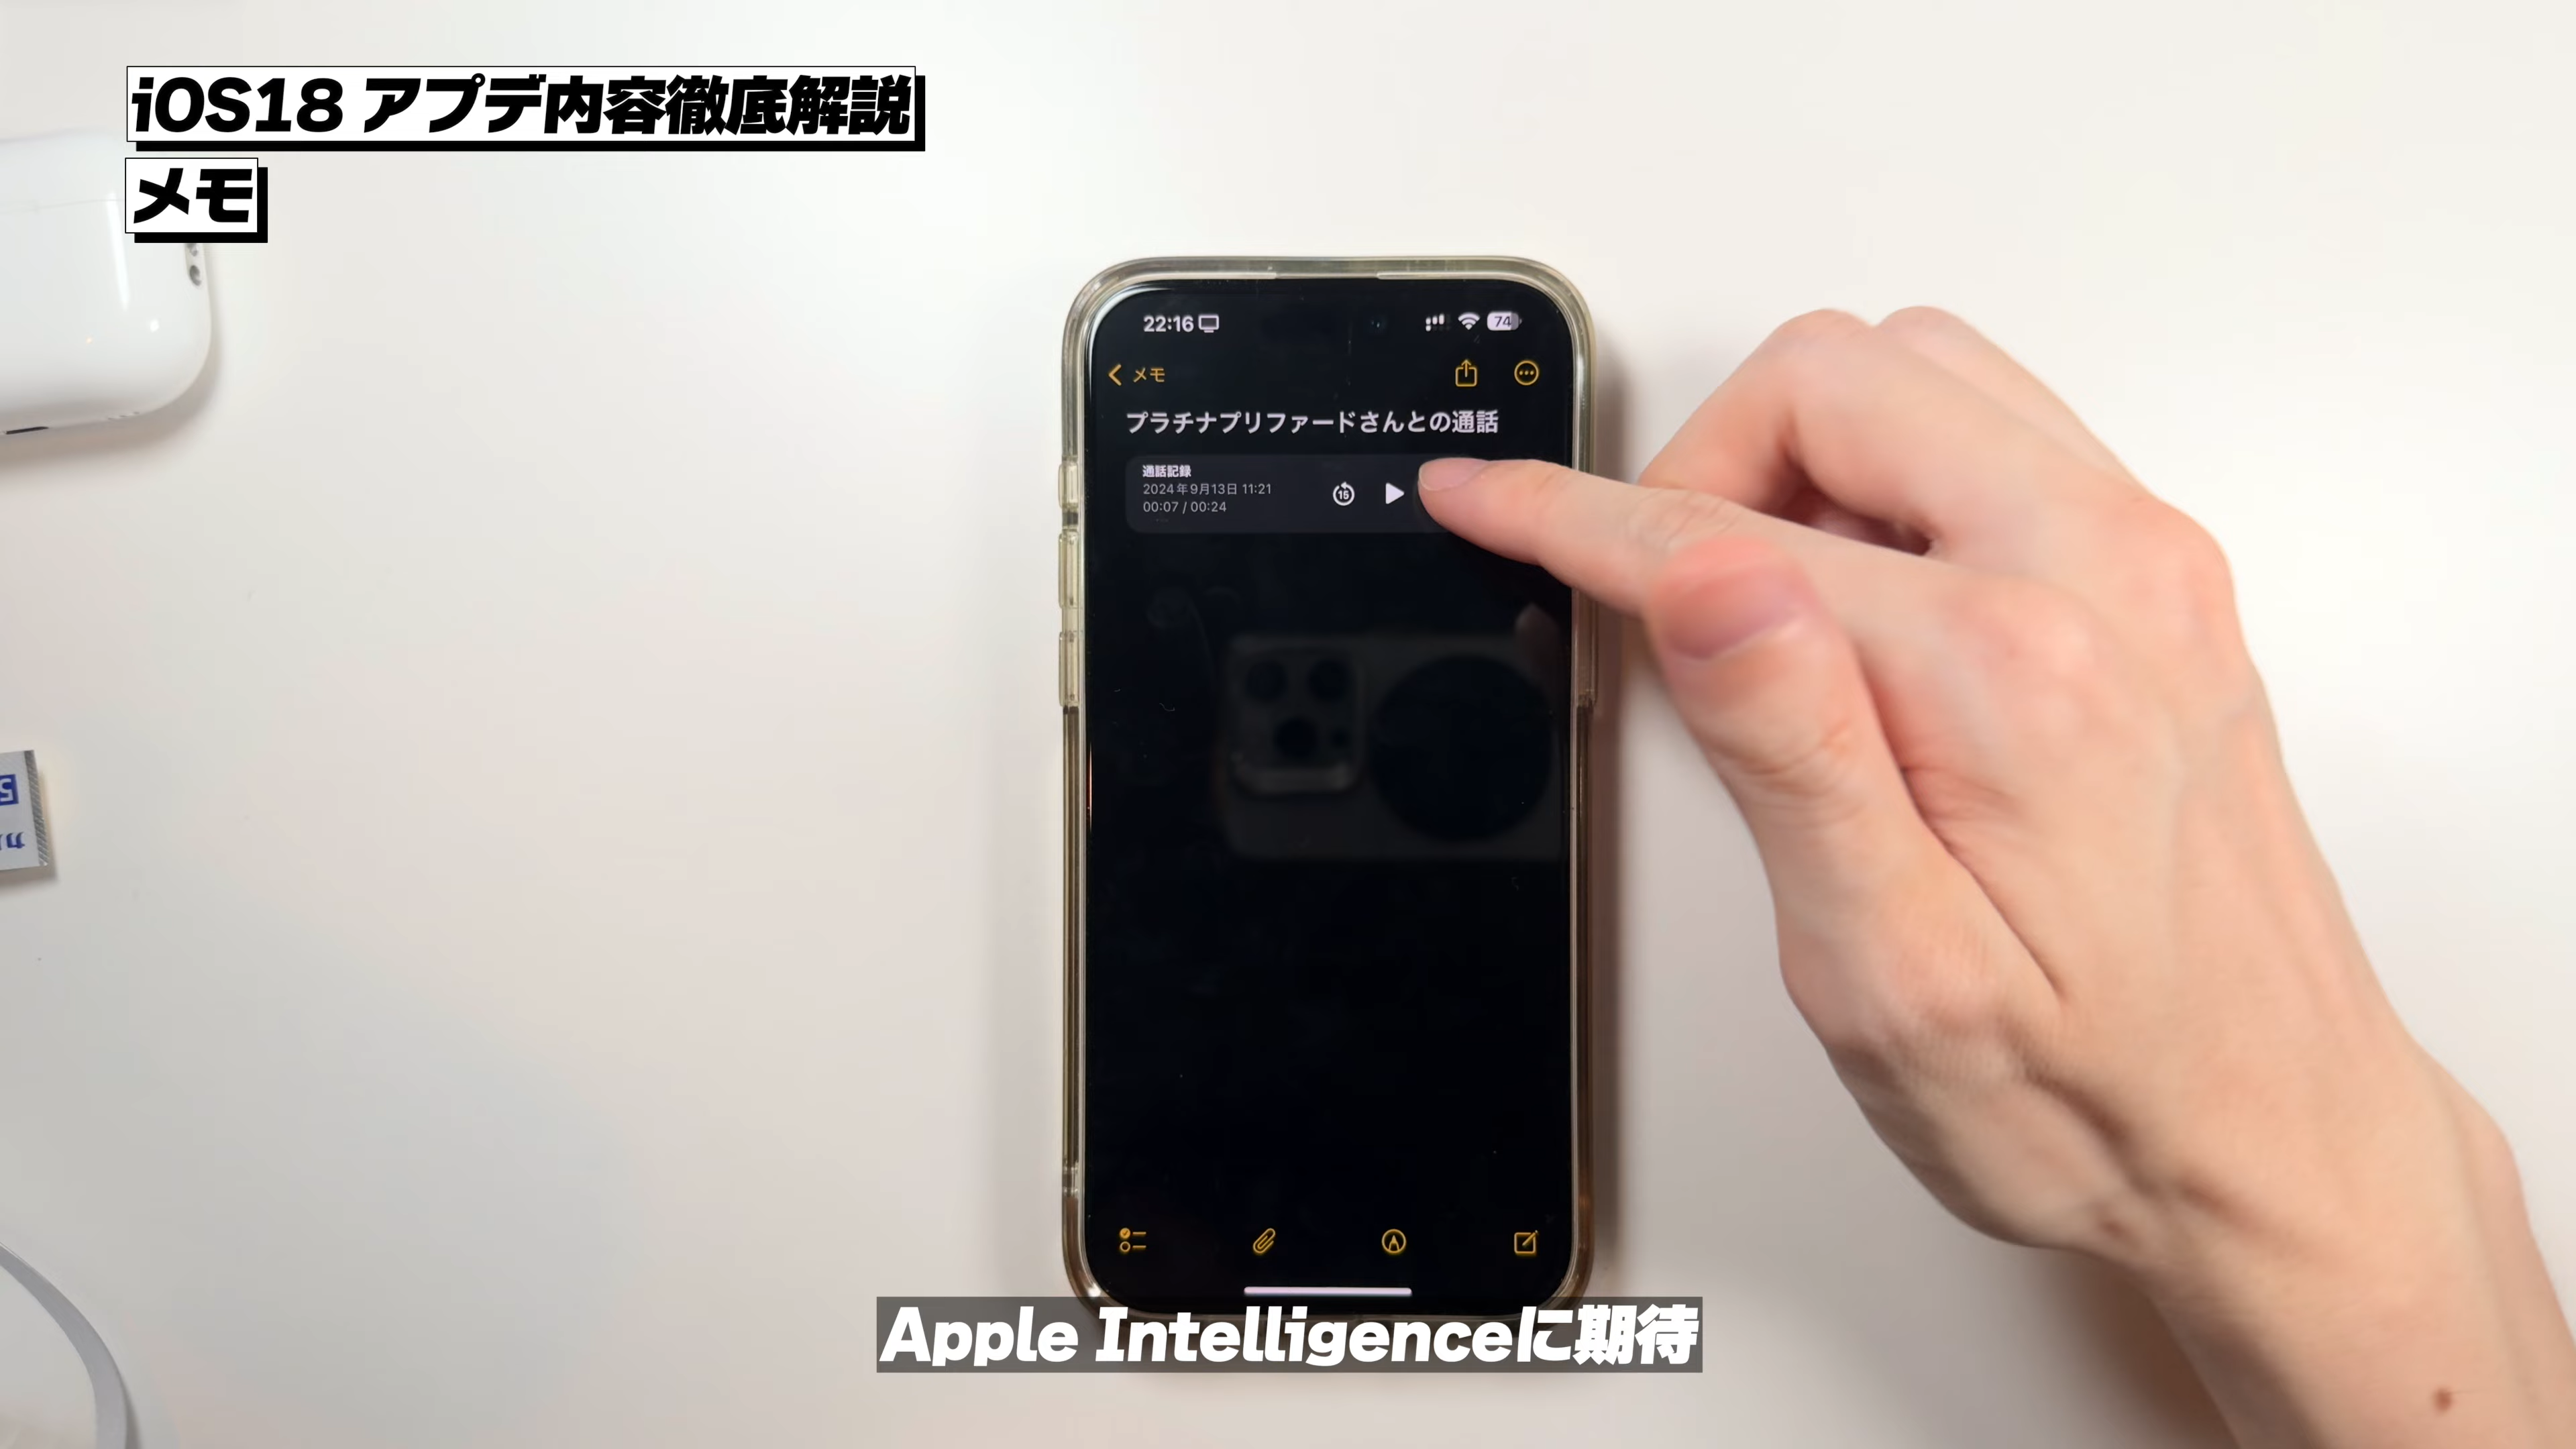 iOS18 アプデ内容徹底解説
メモ
22:16
74
メモ
プラチナプリファードさんとの通話
通話記録
2024年9月13日 11:21
00:07 / 00:24
15
Apple Intelligenceに期待